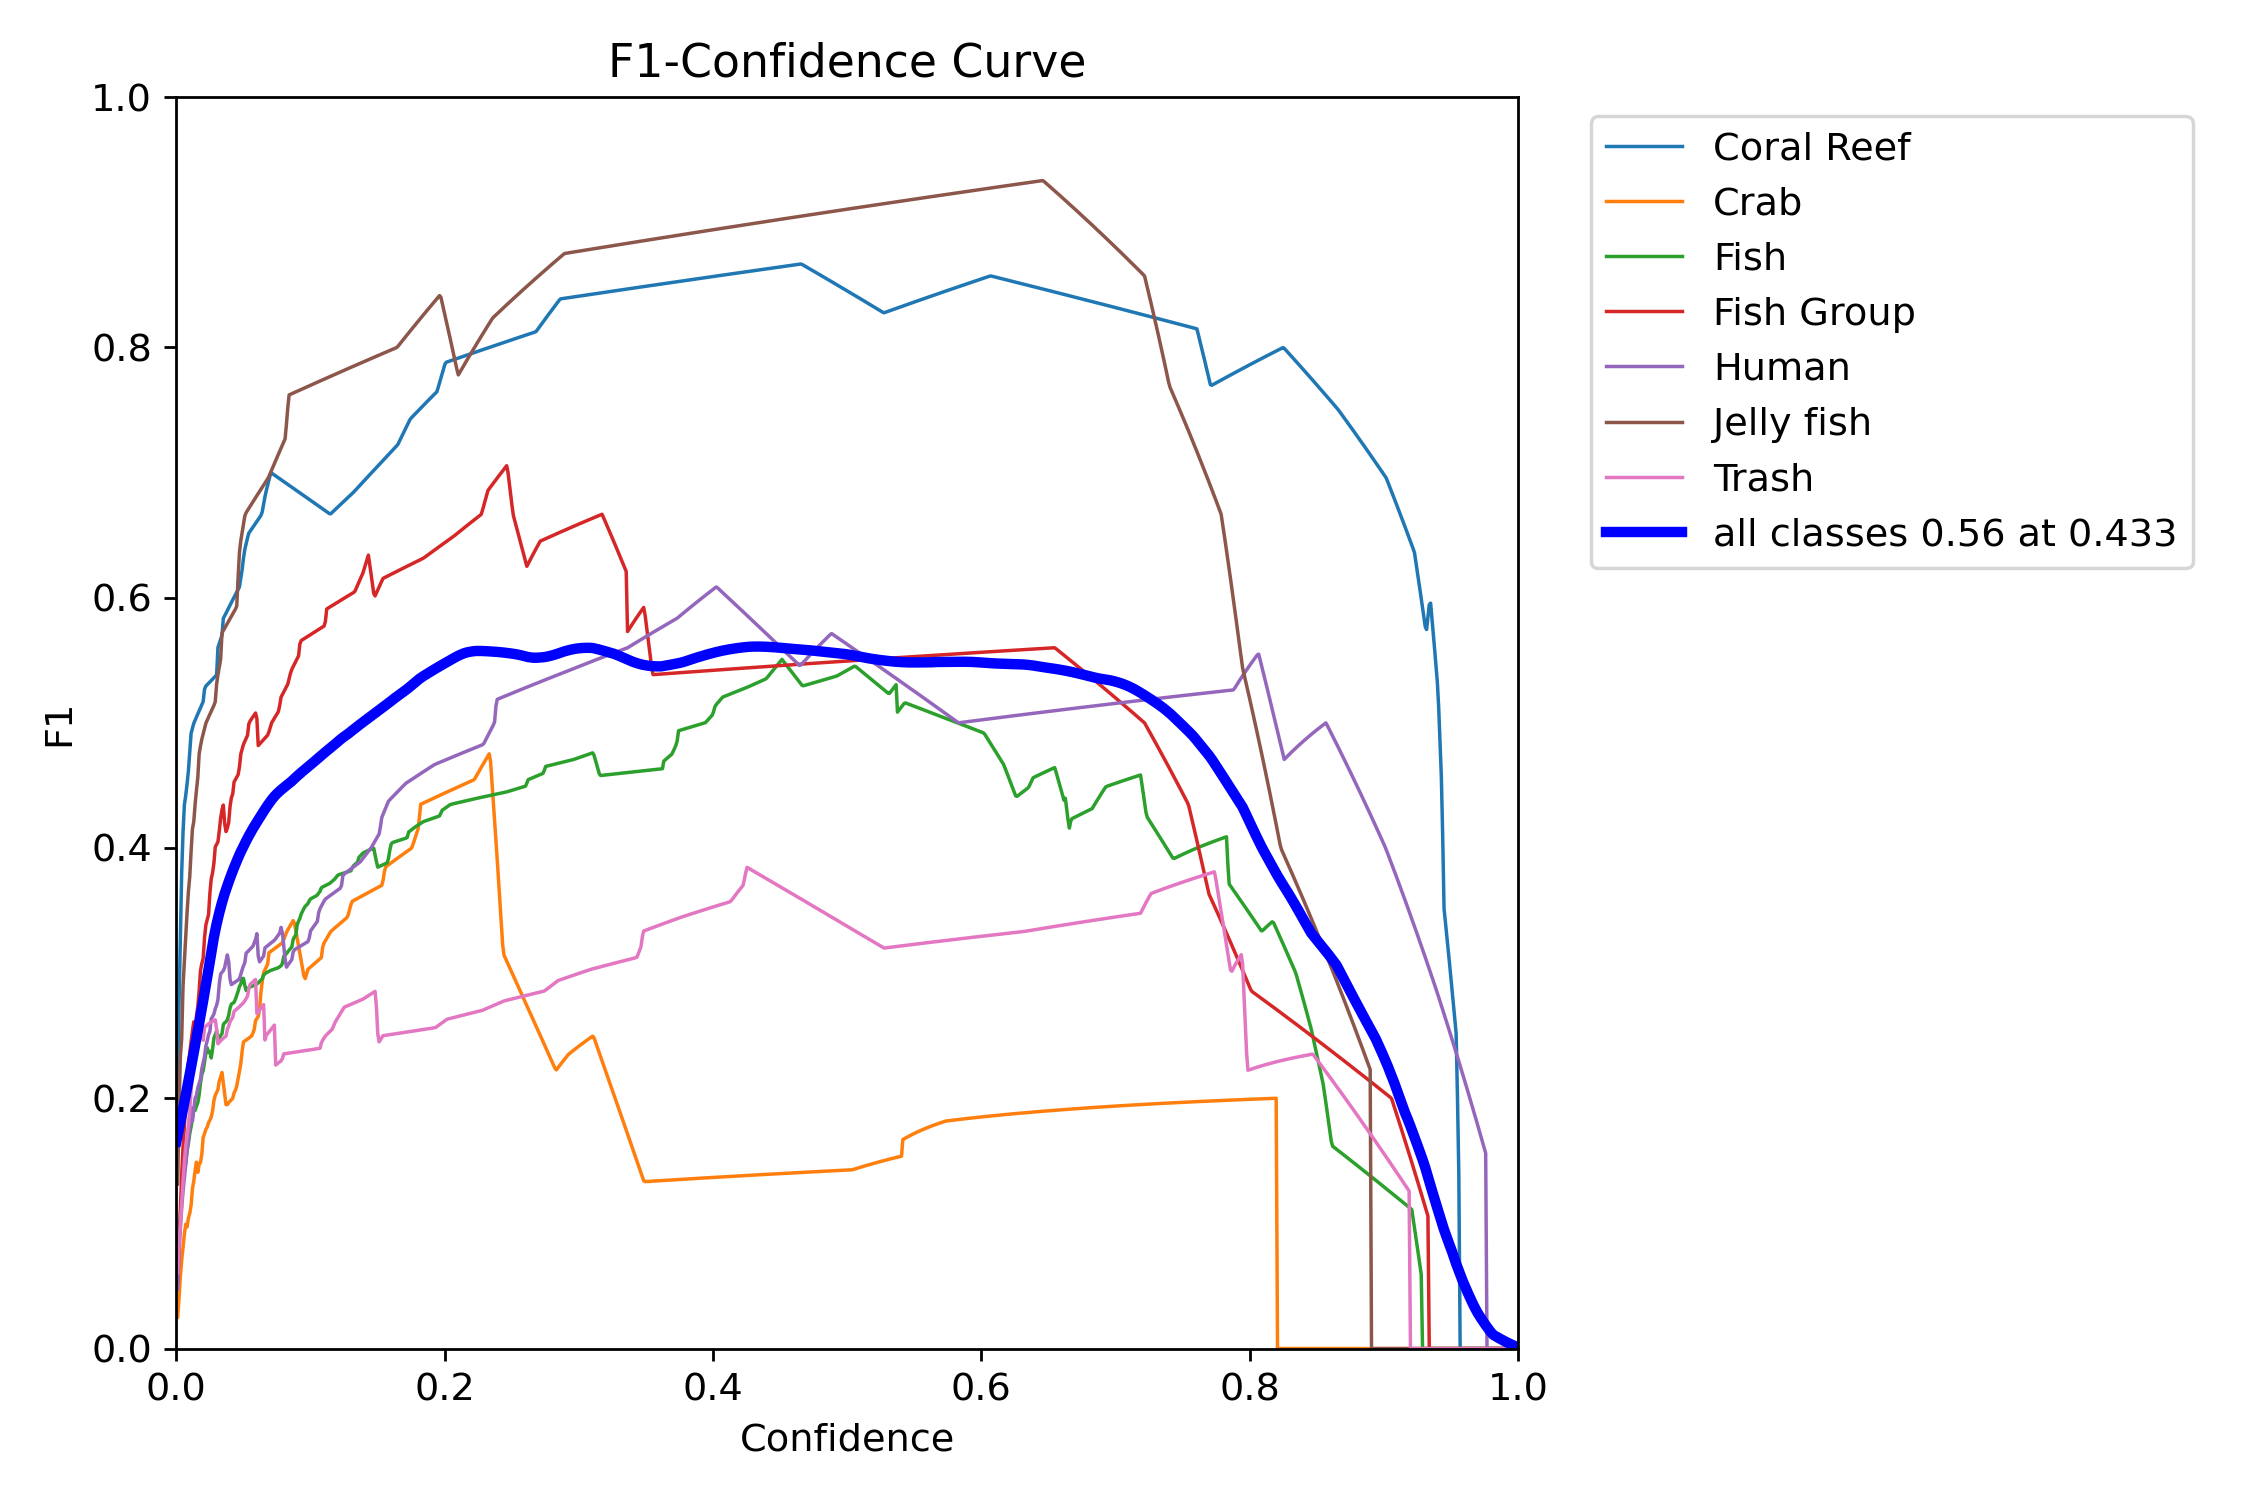 F1-Confidence Curve
1.0
0.8
0.6
0.4
0.2
0.0
F1
0.0 0.2 0.4 0.6 0.8 1.0
Confidence
Coral Reef
Crab
Fish
Fish Group
Human
Jelly fish
Trash
all classes 0.56 at 0.433